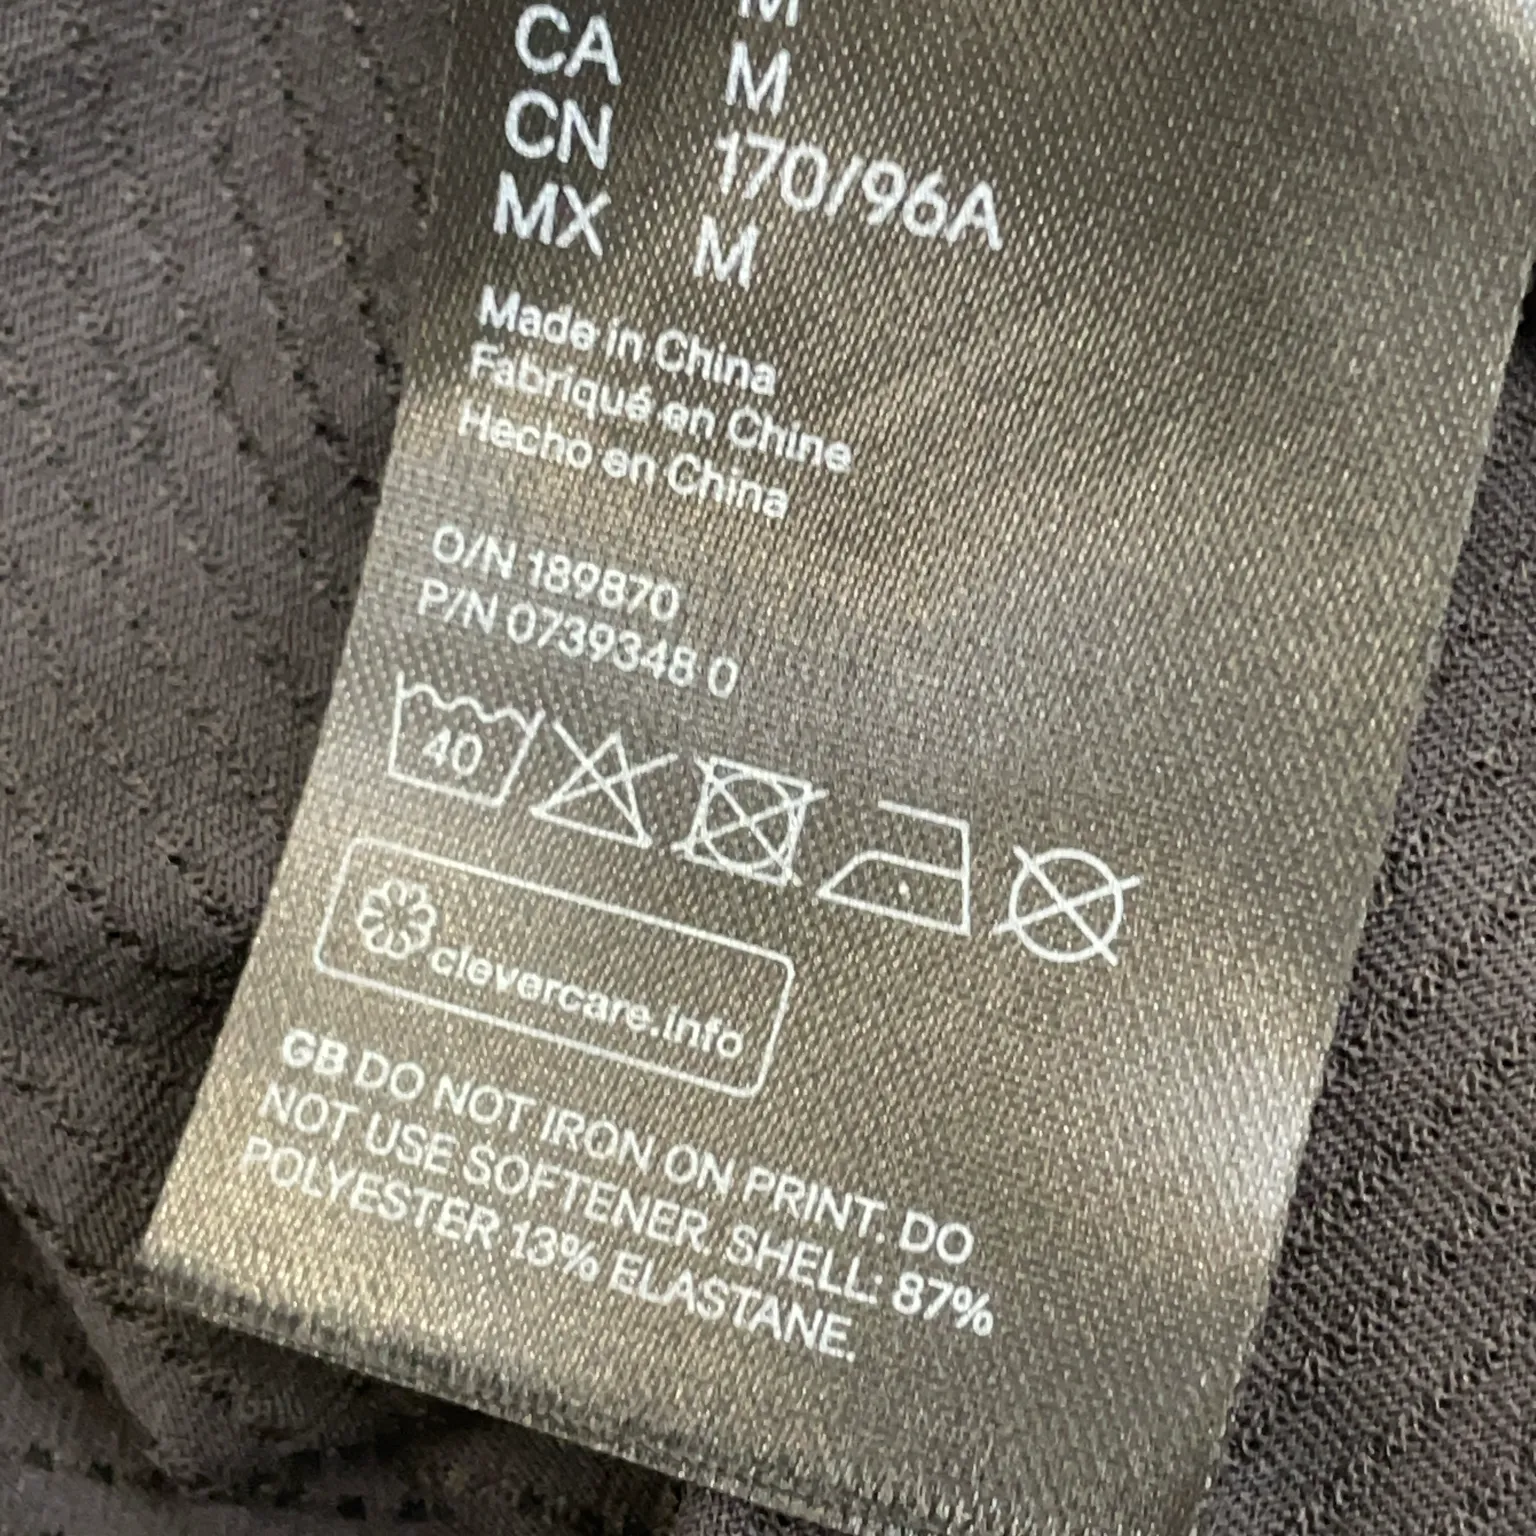 M
CA M
CN 170/96A
MX M
Made in China
Fabriqué en Chine
Hecho en China
O/N 189870
P/N 0739348 0
40
clevercare.info
GB DO NOT IRON ON PRINT. DO
NOT USE SOFTENER. SHELL: 87%
POLYESTER 13% ELASTANE.